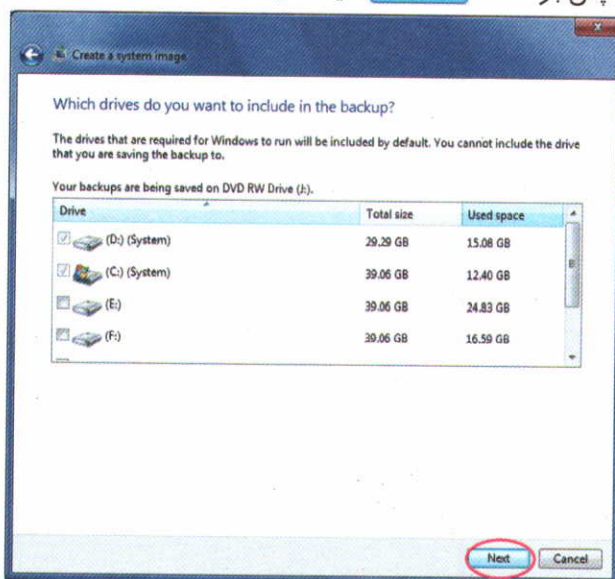 پس بر
Create a system image
Which drives do you want to include in the backup?
The drives that are required for Windows to run will be included by default. You cannot include the drive
that you are saving the backup to.
Your backups are being saved on DVD RW Drive (J:).
Drive Total size Used space
(D:) (System) 29.29 GB 15.08 GB
(C:) (System) 39.06 GB 12.40 GB
(E:) 39.06 GB 24.83 GB
(F:) 39.06 GB 16.59 GB
Next Cancel